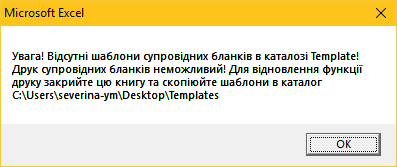 Microsoft Excel
Увага! Відсутні шаблони супровідних бланків в каталозі Template!
Друк супровідних бланків неможливий! Для відновлення функції
друку закрийте цю книгу та скопіюйте шаблони в каталог
C:\Users\severina-ym\Desktop\Templates
OK